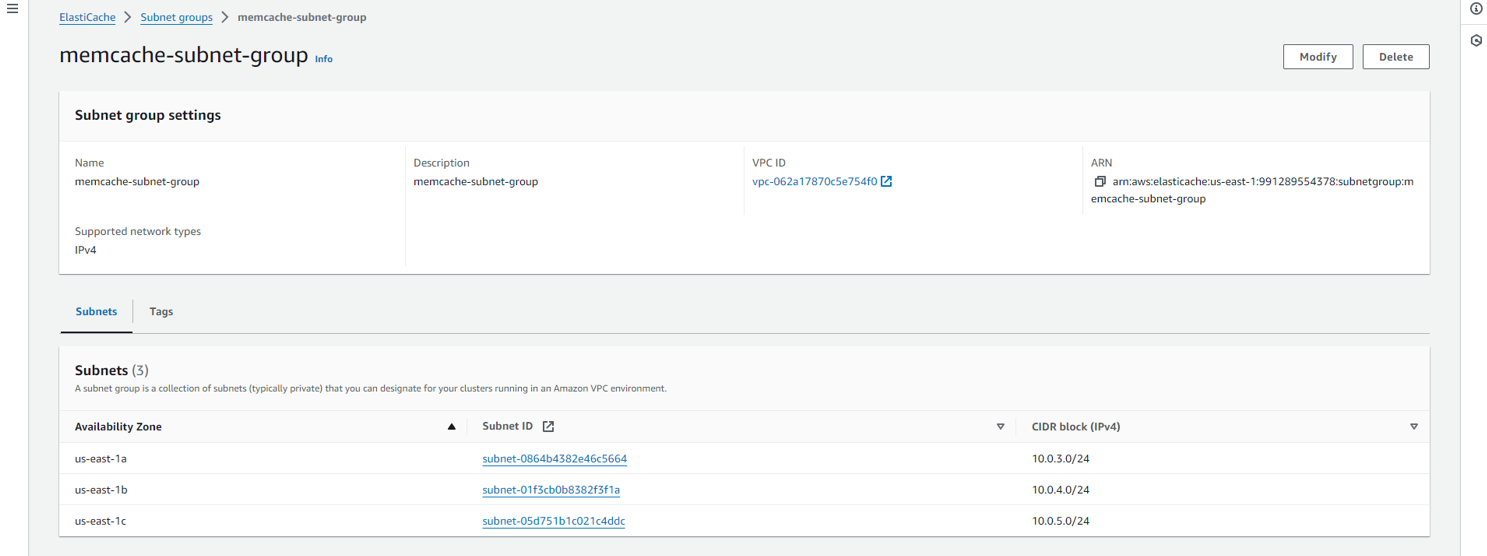 ElastiCache > Subnet groups > memcache-subnet-group
memcache-subnet-group Info
Modify
Delete
Subnet group settings
Name
memcache-subnet-group
Description
memcache-subnet-group
VPC ID
vpc-062a17870c5e754f0
ARN
arn:aws:elasticache:us-east-1:991289554378:subnetgroup:m
emcache-subnet-group
Supported network types
IPv4
Subnets
Tags
Subnets (3)
A subnet group is a collection of subnets (typically private) that you can designate for your clusters running in an Amazon VPC environment.
Availability Zone Subnet ID CIDR block (IPv4)
us-east-1a subnet-0864b4382e46c5664 10.0.3.0/24
us-east-1b subnet-01f3cb0b8382f3f1a 10.0.4.0/24
us-east-1c subnet-05d751b1c021c4ddc 10.0.5.0/24